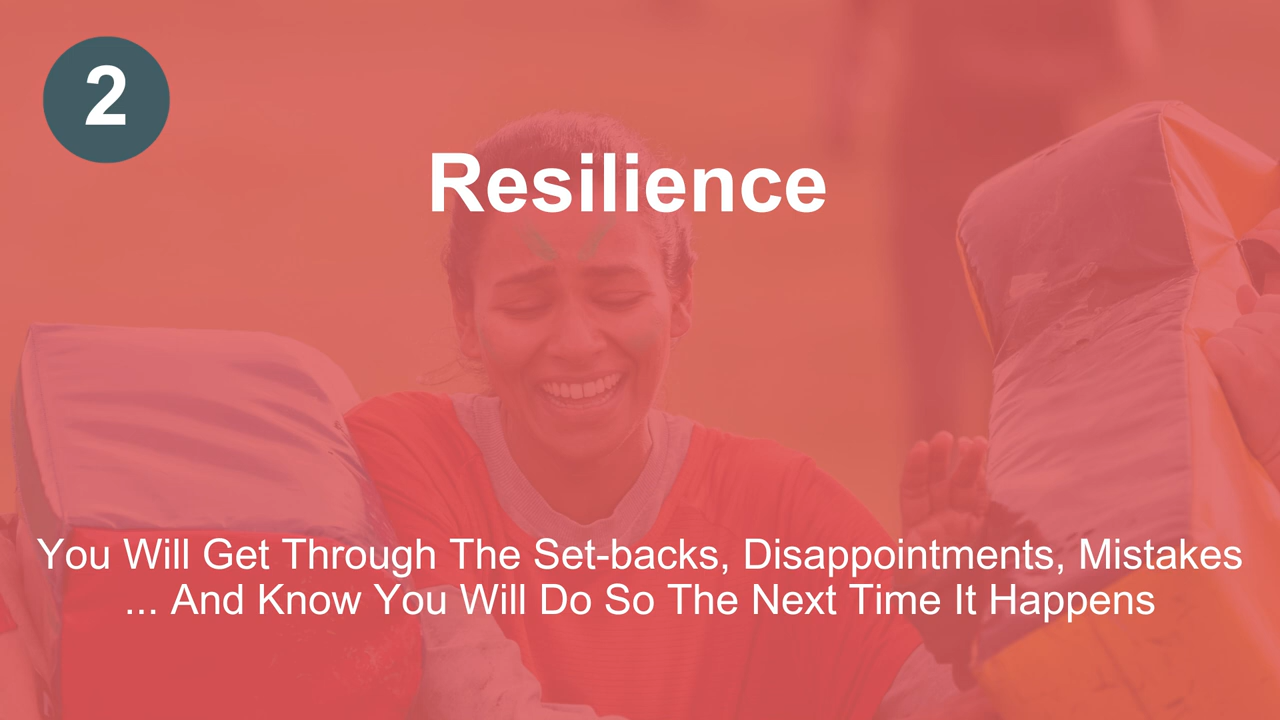 2
Resilience
You Will Get Through The Set-backs, Disappointments, Mistakes
... And Know You Will Do So The Next Time It Happens